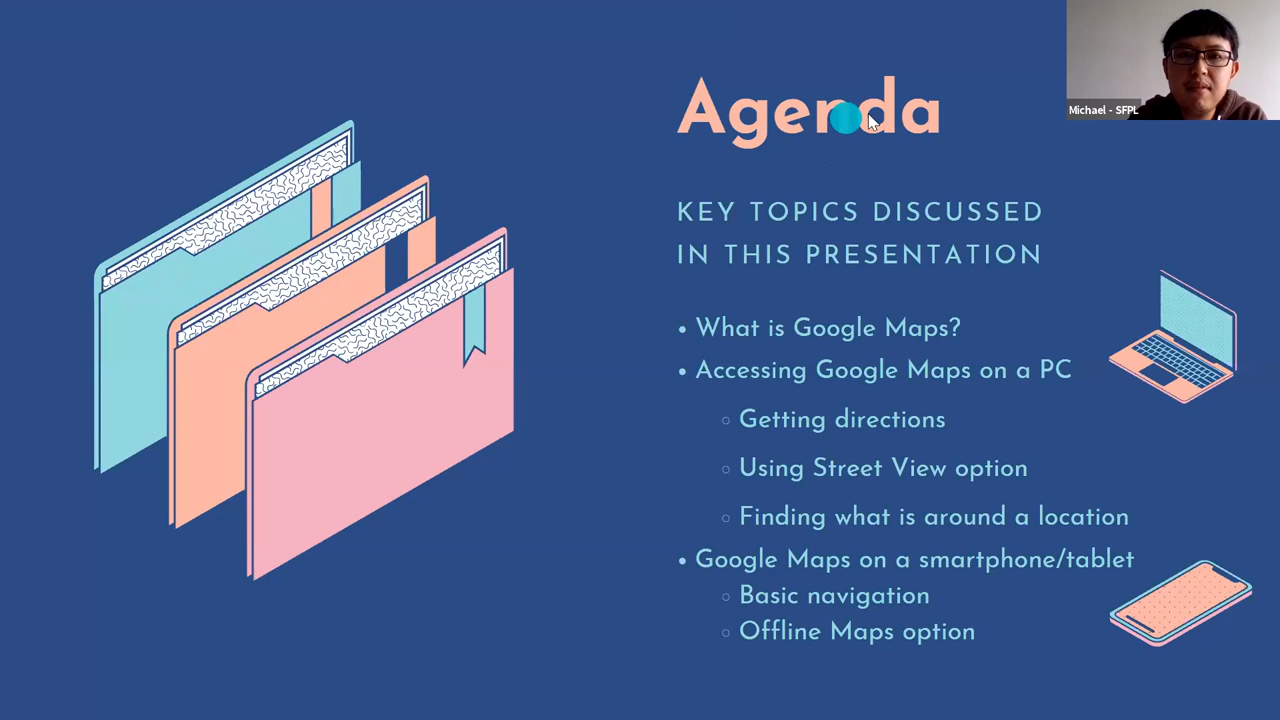 Agenda
Michael - SFPL
KEY TOPICS DISCUSSED
IN THIS PRESENTATION
• What is Google Maps?
• Accessing Google Maps on a PC
○ Getting directions
○ Using Street View option
○ Finding what is around a location
• Google Maps on a smartphone/tablet
○ Basic navigation
○ Offline Maps option